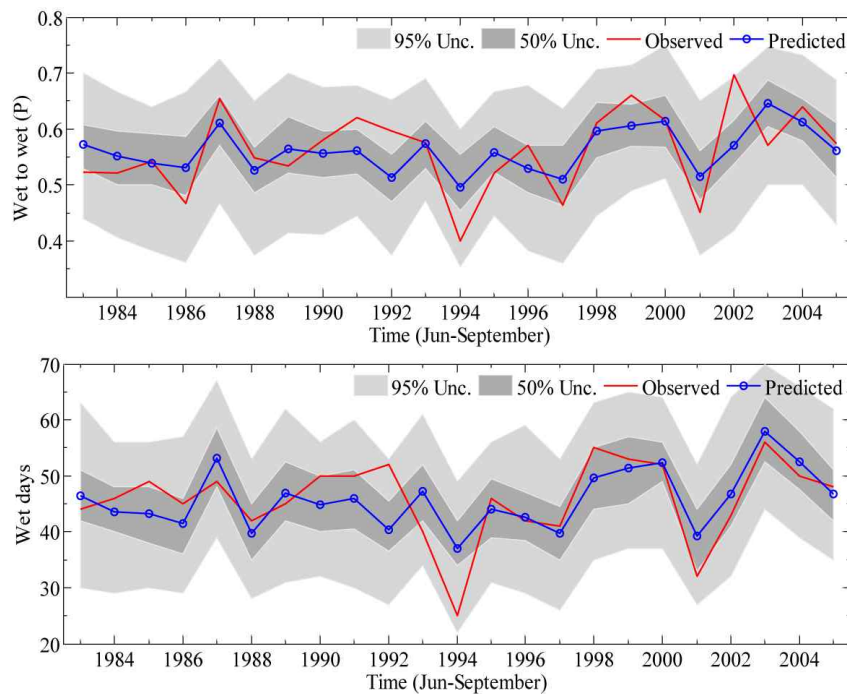 95% Unc. 50% Unc. Observed Predicted
0.8
0.7
0.6
0.5
0.4
Wet to wet (P)
1984 1986 1988 1990 1992 1994 1996 1998 2000 2002 2004
Time (Jun-September)
95% Unc. 50% Unc. Observed Predicted
70
60
50
40
30
20
Wet days
1984 1986 1988 1990 1992 1994 1996 1998 2000 2002 2004
Time (Jun-September)